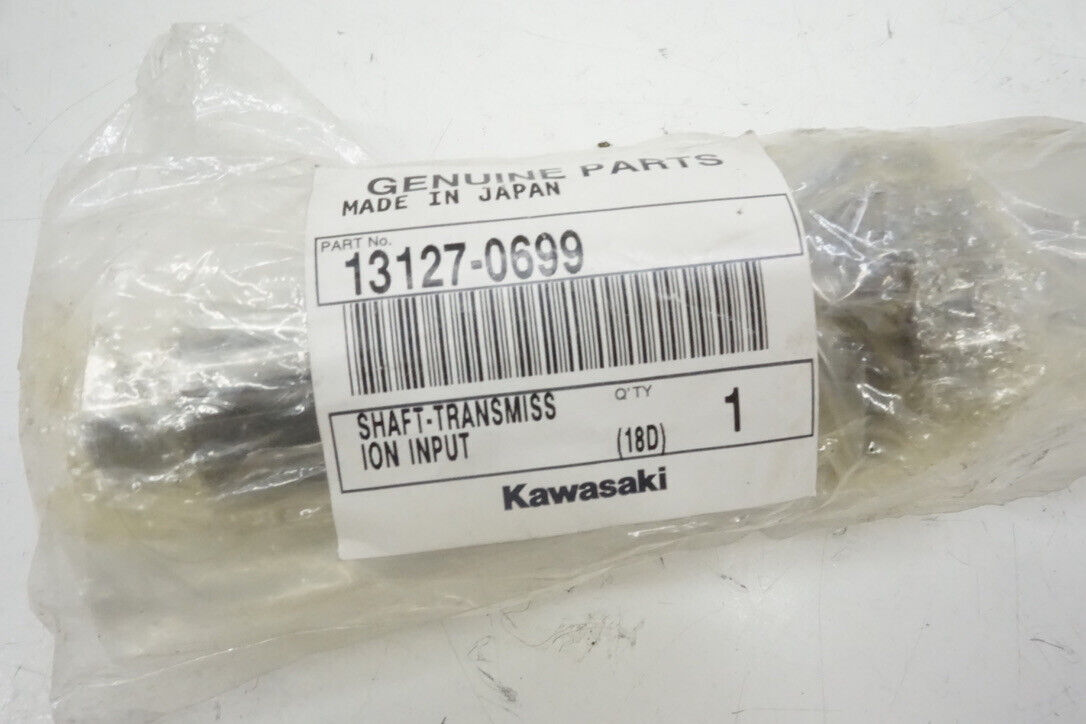 GENUINE PARTS
MADE IN JAPAN
PART No.
13127-0699
SHAFT-TRANSMISS
ION INPUT
(18D)
Q'TY
1
Kawasaki